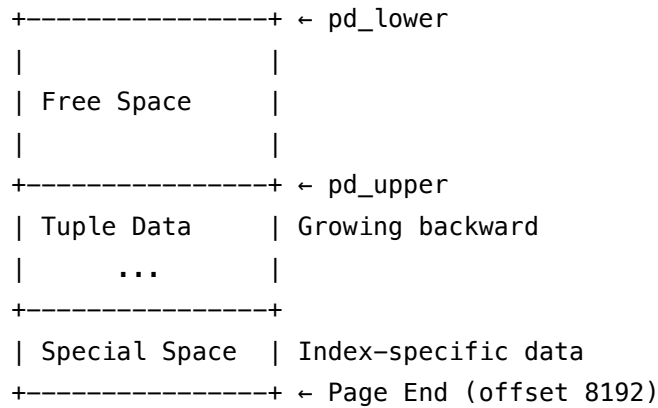 +----------------+ ← pd_lower
|                |
| Free Space     |
|                |
+----------------+ ← pd_upper
| Tuple Data     | Growing backward
|      ...       |
+----------------+
| Special Space  | Index-specific data
+----------------+ ← Page End (offset 8192)